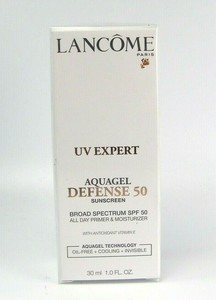 LANCÔME
PARIS
UV EXPERT
AQUAGEL
DEFENSE 50
SUNSCREEN
BROAD SPECTRUM SPF 50
ALL DAY PRIMER & MOISTURIZER
WITH ANTIOXIDANT VITAMIN E
AQUAGEL TECHNOLOGY
OIL-FREE • COOLING • INVISIBLE
30 ml 1.0 FL. OZ.